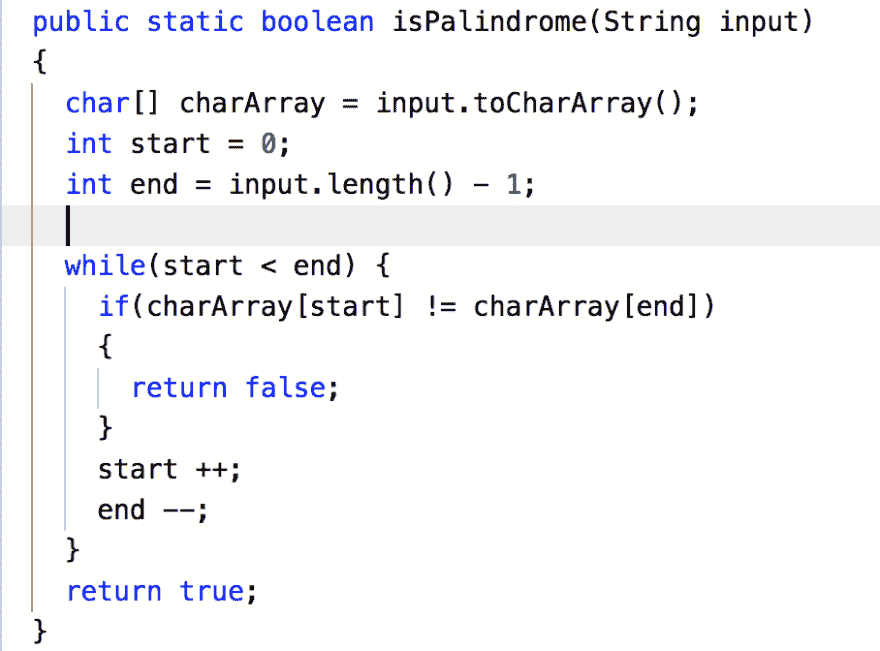 public static boolean isPalindrome(String input)
{
char[] charArray = input.toCharArray();
int start = 0;
int end = input.length() - 1;
while(start < end) {
if(charArray[start] != charArray[end])
{
return false;
}
start ++;
end --;
}
return true;
}